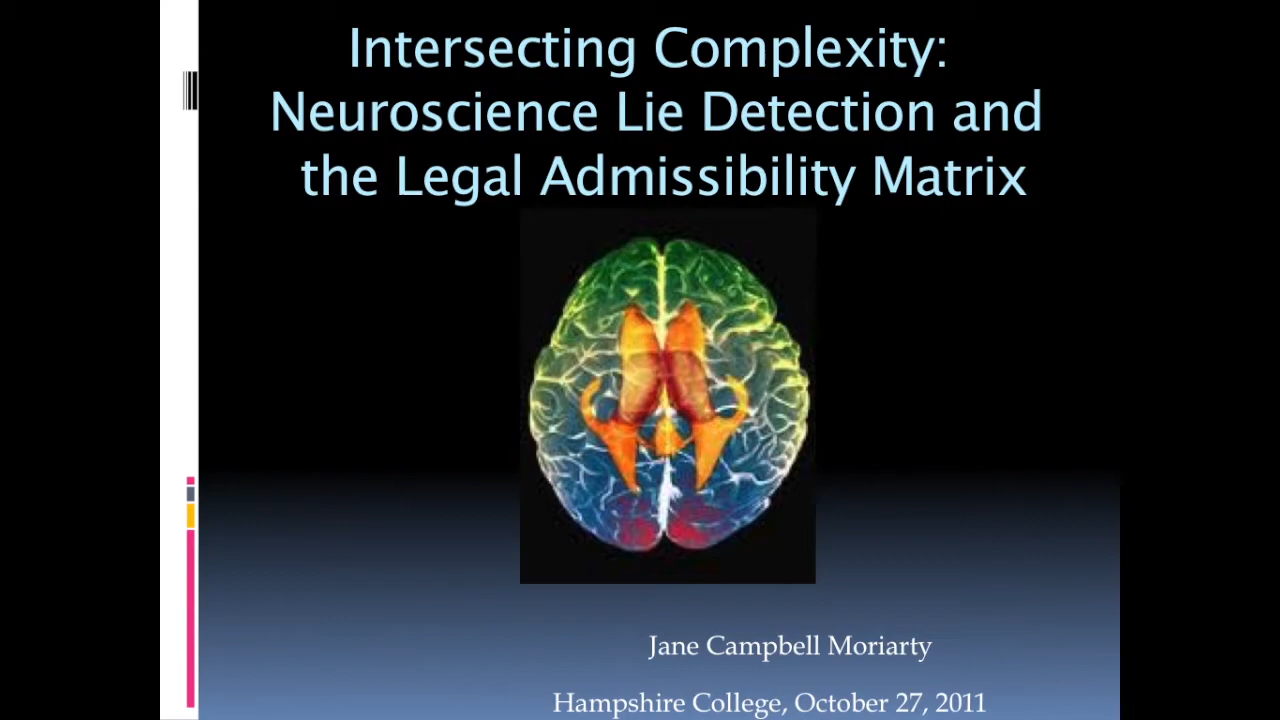 Intersecting Complexity:
Neuroscience Lie Detection and
the Legal Admissibility Matrix
Jane Campbell Moriarty
Hampshire College, October 27, 2011